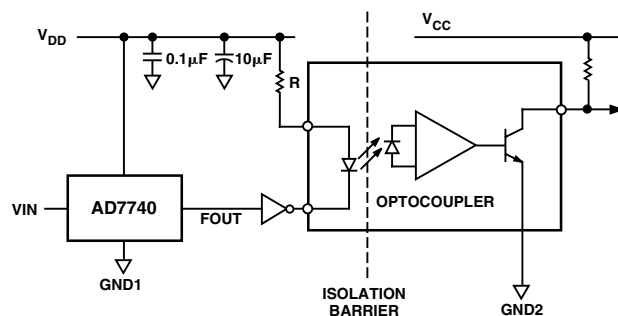 VDD
VCC
0.1µF
10µF
R
VIN
AD7740
FOUT
OPTOCOUPLER
GND1
ISOLATION
BARRIER
GND2